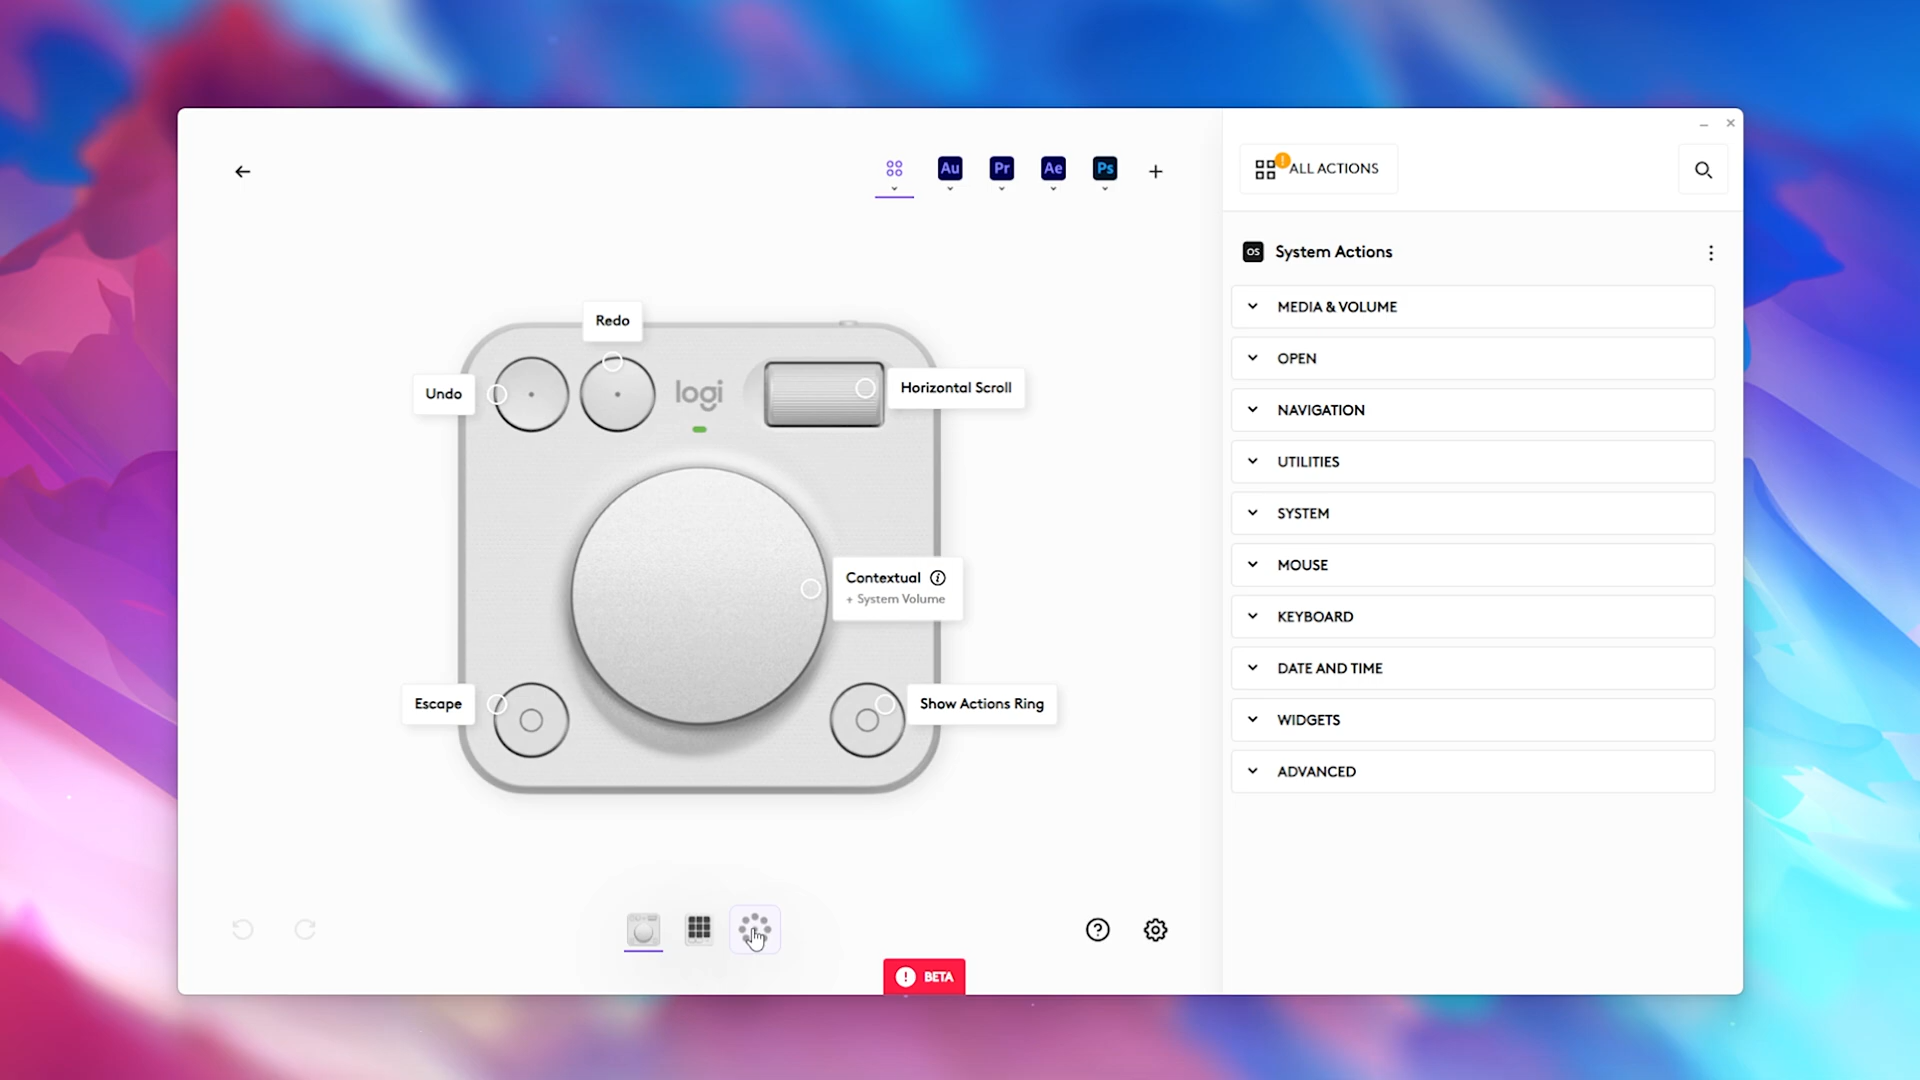 Au
Pr
Ae
Ps
ALL ACTIONS
OS System Actions
MEDIA & VOLUME
OPEN
NAVIGATION
UTILITIES
SYSTEM
MOUSE
KEYBOARD
DATE AND TIME
WIDGETS
ADVANCED
Redo
Undo
logi
Horizontal Scroll
Contextual
+ System Volume
Escape
Show Actions Ring
BETA